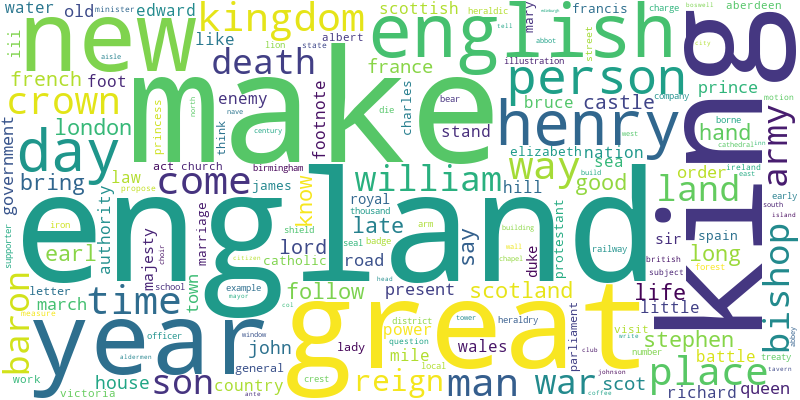 water old edward minister scottish heraldic francis charge aberdeen
new kingdom english mary boswell
iii like albert lion state tell abbot street city
aisle
french foot death france illustration person king
crown enemy footnote charles bear company prince motion
princess north make die henry bruce castle borne
london think nave century stand west hand cathedral inn
day act church birmingham elizabeth nation sea army
government law come james william hill way good build order ireland east
bring know royal thousand land early
authority england late arm say protestant sir spain south island
supporter iron earl marriage shield lord seal badge building railway long british
propose majesty choir catholic road mall chapel duke subject forest bishop
letter town school citizen head
baron time example mayor follow present scotland life visit little abbey
march col district power tower heraldry parliament number stephen treaty
measure year officer john great question wales club write battle
window lady mile local war scot place tavern
work house alderman general crest reign man johnson richard queen
victoria son country ante coffee